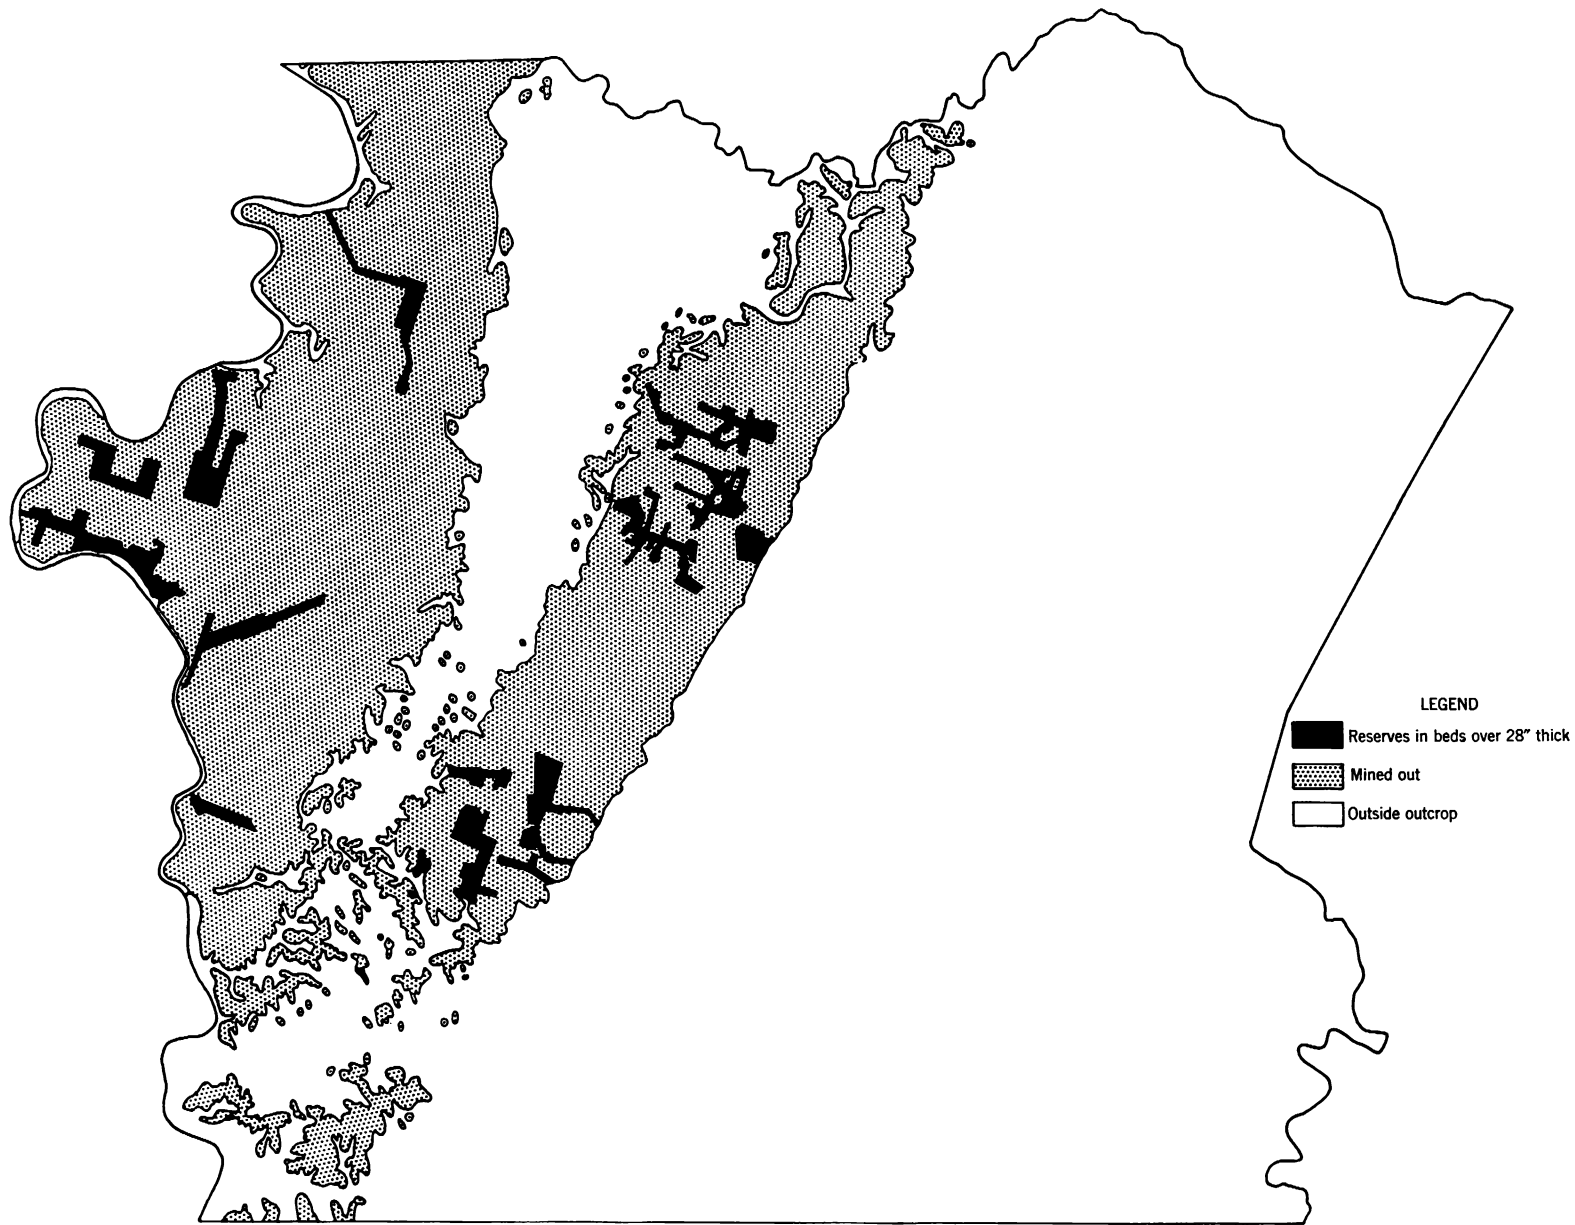 LEGEND
Reserves in beds over 28″ thick
Mined out
Outside outcrop